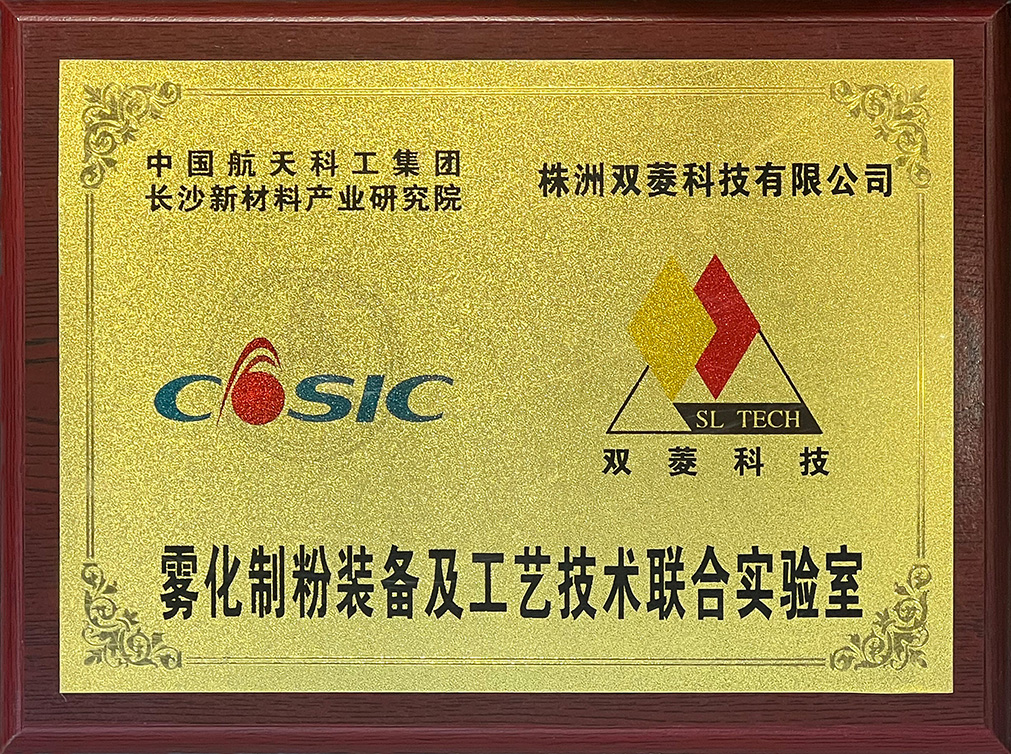 中国航天科工集团
长沙新材料产业研究院
株洲双菱科技有限公司
CASIC
SL TECH
双菱科技
雾化制粉装备及工艺技术联合实验室